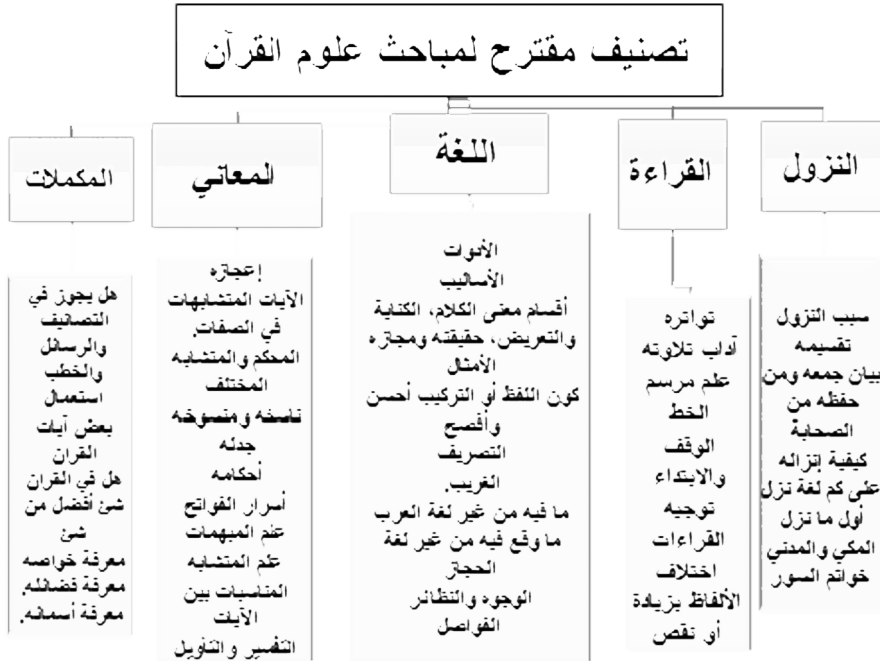 تصنيف مقترح لمباحث علوم القرآن
النزول
سبب النزول
تقسيمه
بيان جمعه ومن
حفظه من
الصحابة
كيفية إنزاله
على كم لغة نزل
أول ما نزل
المكي والمدني
خواتم السور
القراءة
تواتره
آداب تلاوته
علم مرسم
الخط
الوقف
والابتداء
توجيه
القراءات
اختلاف
الألفاظ بزيادة
أو نقص
اللغة
الأدوات
الأساليب
أقسام معنى الكلام، الكناية
والتعريض، حقيقته ومجازه
الأمثال
كون اللفظ أو التركيب أحسن
وأفصح
التصريف
الغريب.
ما فيه من غير لغة العرب
ما وقع فيه من غير لغة
الحجاز
الوجوه والنظائر
الفواصل
المعاني
إعجازه
الآيات المتشابهات
في الصفات.
المحكم والمتشابه
المختلف
ناسخه ومنسوخه
جدله
أحكامه
أسرار الفواتح
علم المبهمات
علم المتشابه
المناسبات بين
الآيات
التفسير والتأويل
المكملات
هل يجوز في
التصانيف
والرسائل
والخطب
استعمال
بعض آيات
القران
هل في القران
شئ أفضل من
شئ
معرفة خواصه
معرفة فضائله.
معرفة أسمائه.